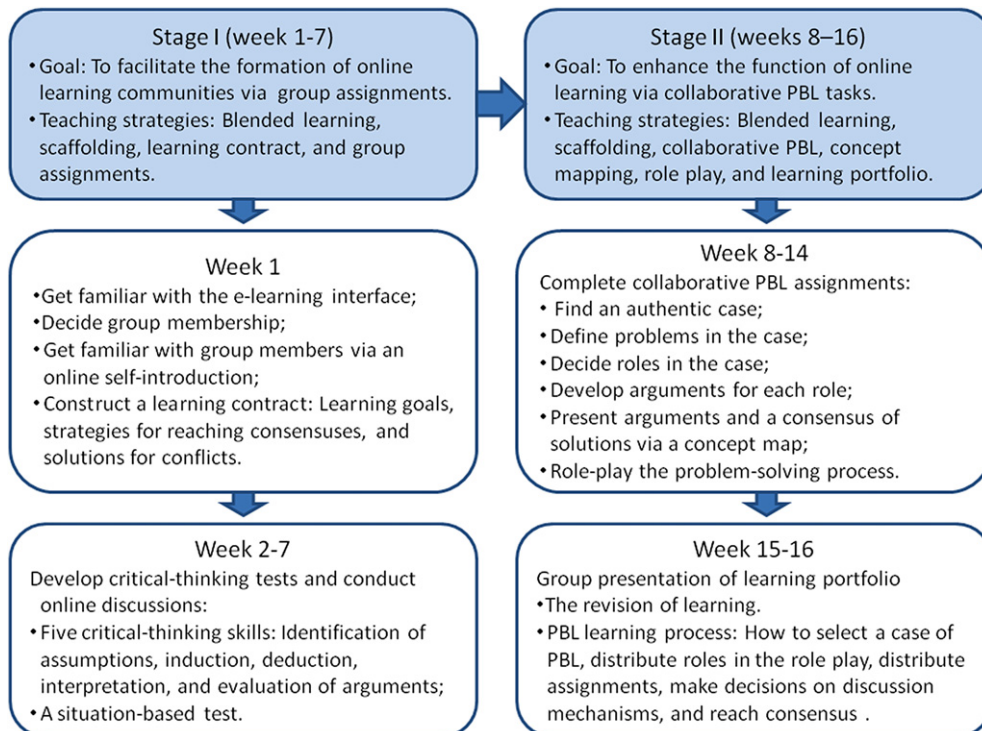 Stage I (week 1-7)
•Goal: To facilitate the formation of online
learning communities via group assignments.
•Teaching strategies: Blended learning,
scaffolding, learning contract, and group
assignments.
Stage II (weeks 8–16)
•Goal: To enhance the function of online
learning via collaborative PBL tasks.
•Teaching strategies: Blended learning,
scaffolding, collaborative PBL, concept
mapping, role play, and learning portfolio.
Week 1
•Get familiar with the e-learning interface;
•Decide group membership;
•Get familiar with group members via an
online self-introduction;
•Construct a learning contract: Learning goals,
strategies for reaching consensuses, and
solutions for conflicts.
Week 8-14
Complete collaborative PBL assignments:
• Find an authentic case;
• Define problems in the case;
• Decide roles in the case;
• Develop arguments for each role;
• Present arguments and a consensus of
solutions via a concept map;
• Role-play the problem-solving process.
Week 2-7
Develop critical-thinking tests and conduct
online discussions:
•Five critical-thinking skills: Identification of
assumptions, induction, deduction,
interpretation, and evaluation of arguments;
•A situation-based test.
Week 15-16
Group presentation of learning portfolio
•The revision of learning.
•PBL learning process: How to select a case of
PBL, distribute roles in the role play, distribute
assignments, make decisions on discussion
mechanisms, and reach consensus .